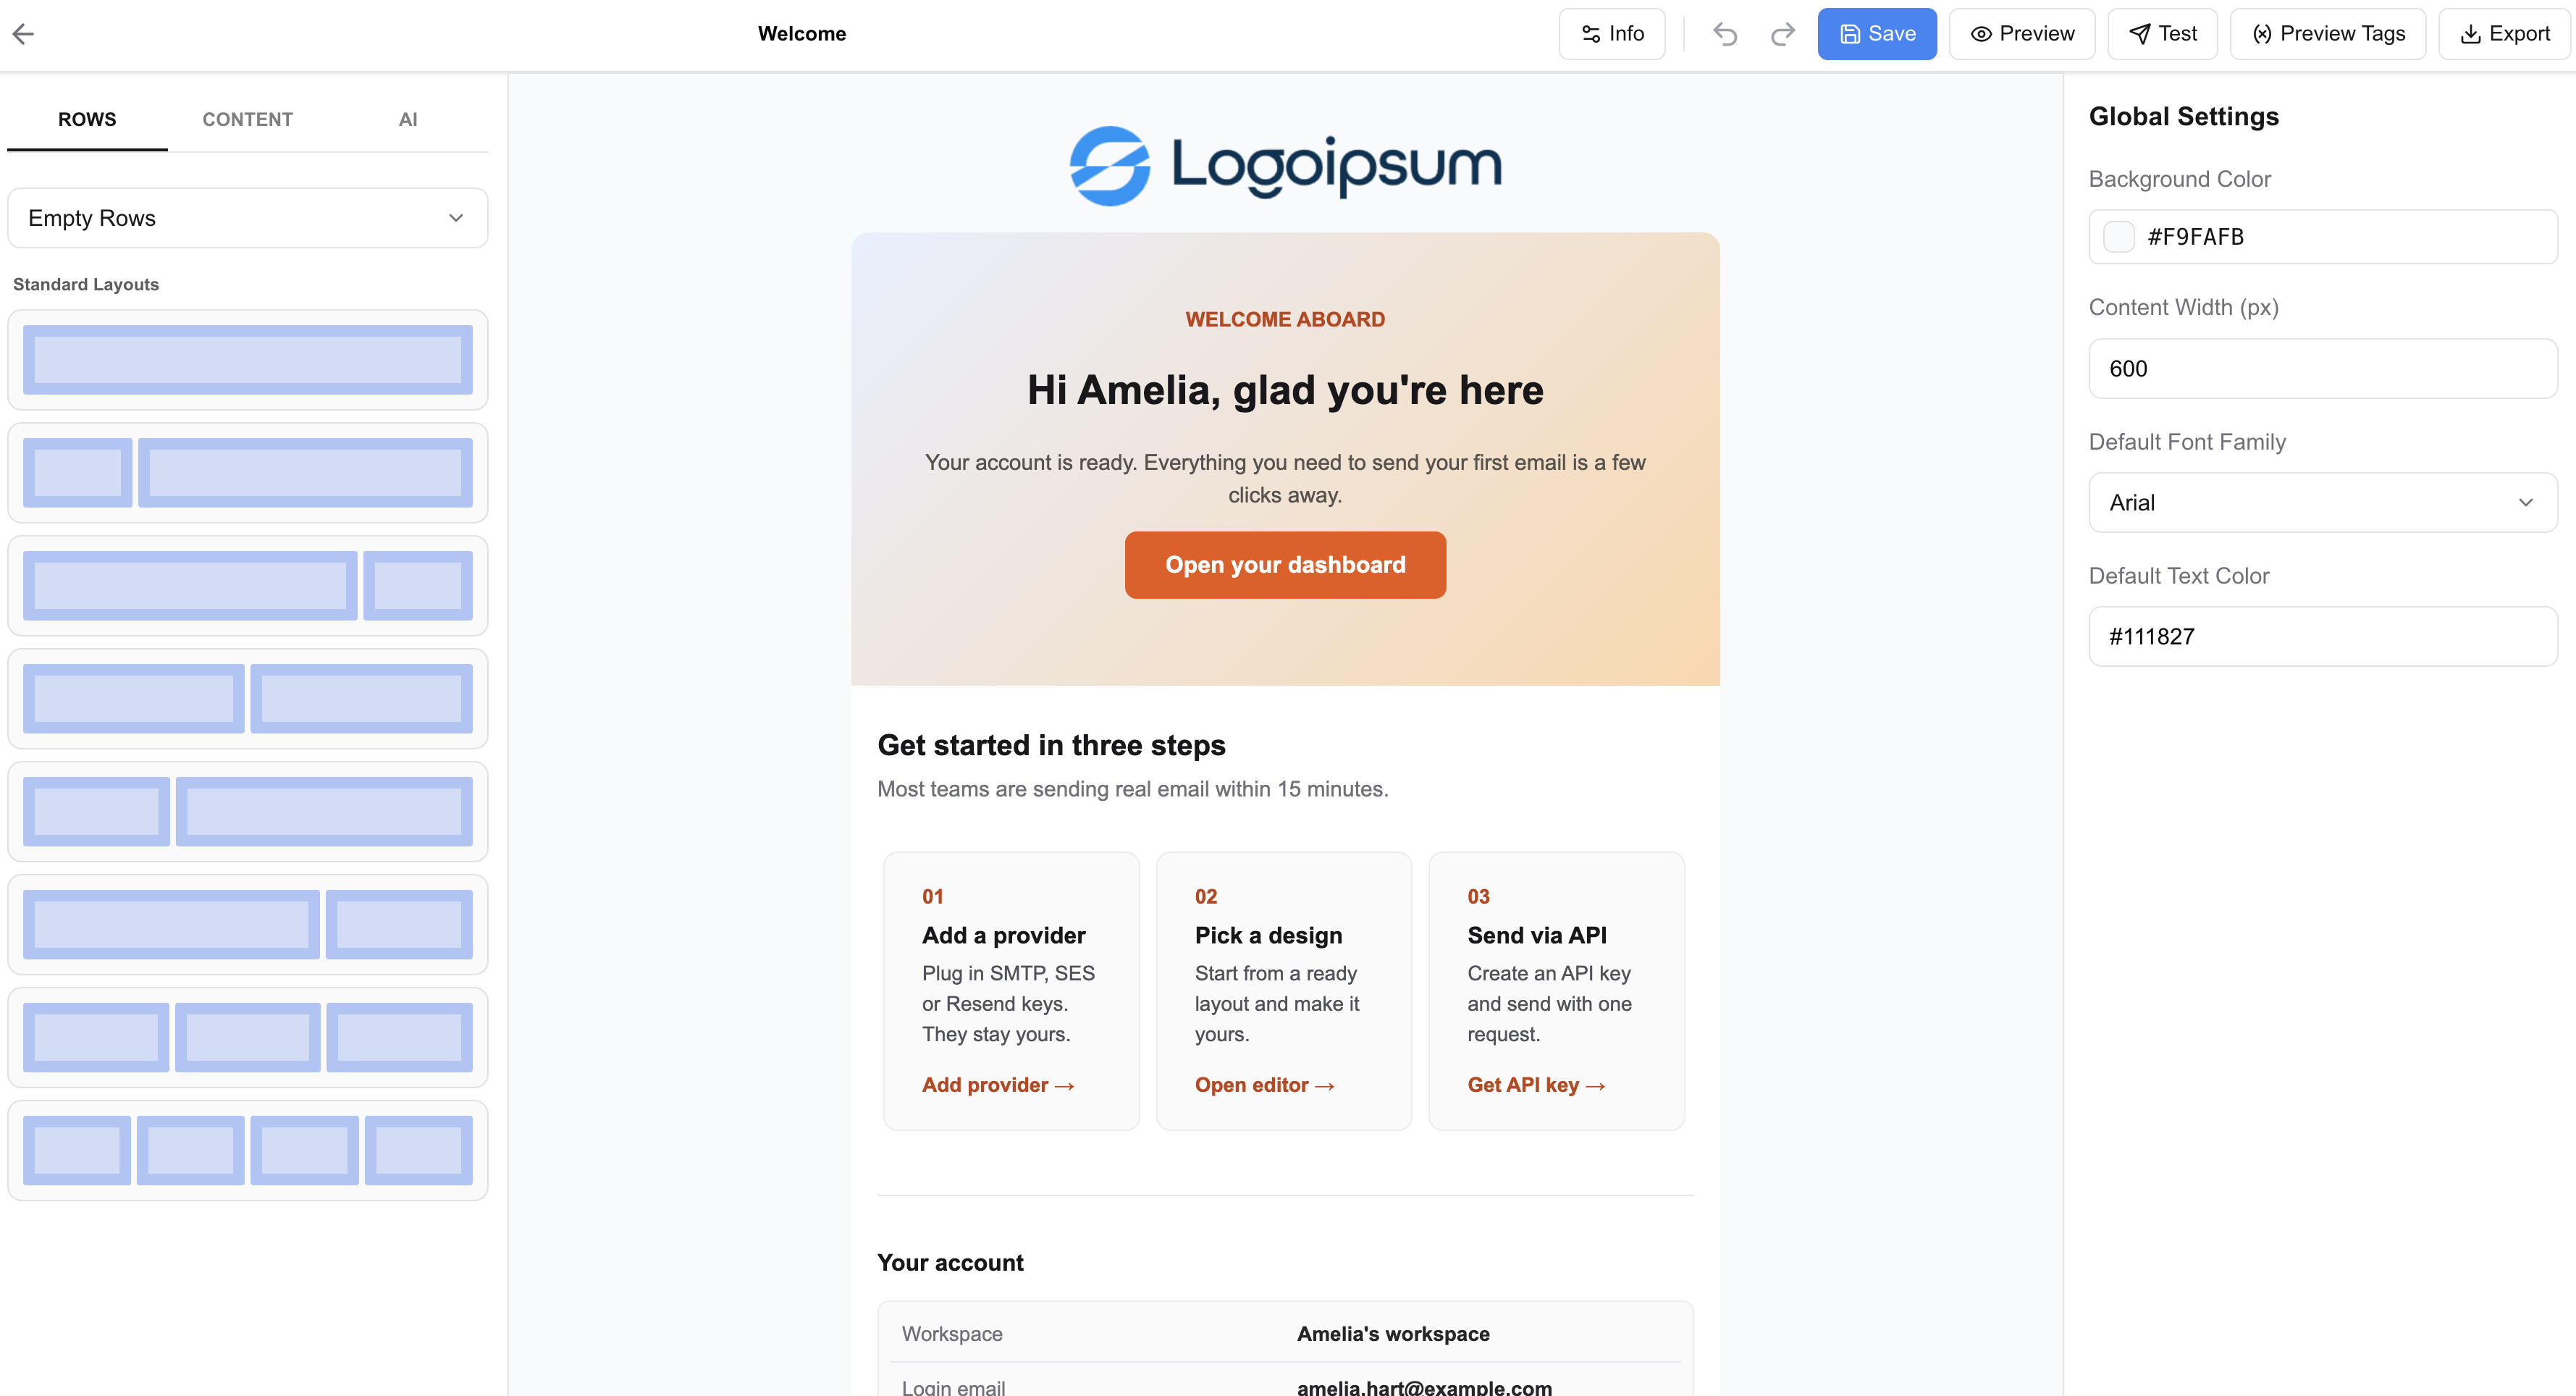 Welcome
Info
Save
Preview
Test
Preview Tags
Export
ROWS
CONTENT
AI
Empty Rows
Standard Layouts
Logoipsum
WELCOME ABOARD
Hi Amelia, glad you're here
Your account is ready. Everything you need to send your first email is a few
clicks away.
Open your dashboard
Get started in three steps
Most teams are sending real email within 15 minutes.
01
Add a provider
Plug in SMTP, SES
or Resend keys.
They stay yours.
Add provider →
02
Pick a design
Start from a ready
layout and make it
yours.
Open editor →
03
Send via API
Create an API key
and send with one
request.
Get API key →
Your account
Workspace
Amelia's workspace
Login email
amelia.hart@example.com
Global Settings
Background Color
#F9FAFB
Content Width (px)
600
Default Font Family
Arial
Default Text Color
#111827